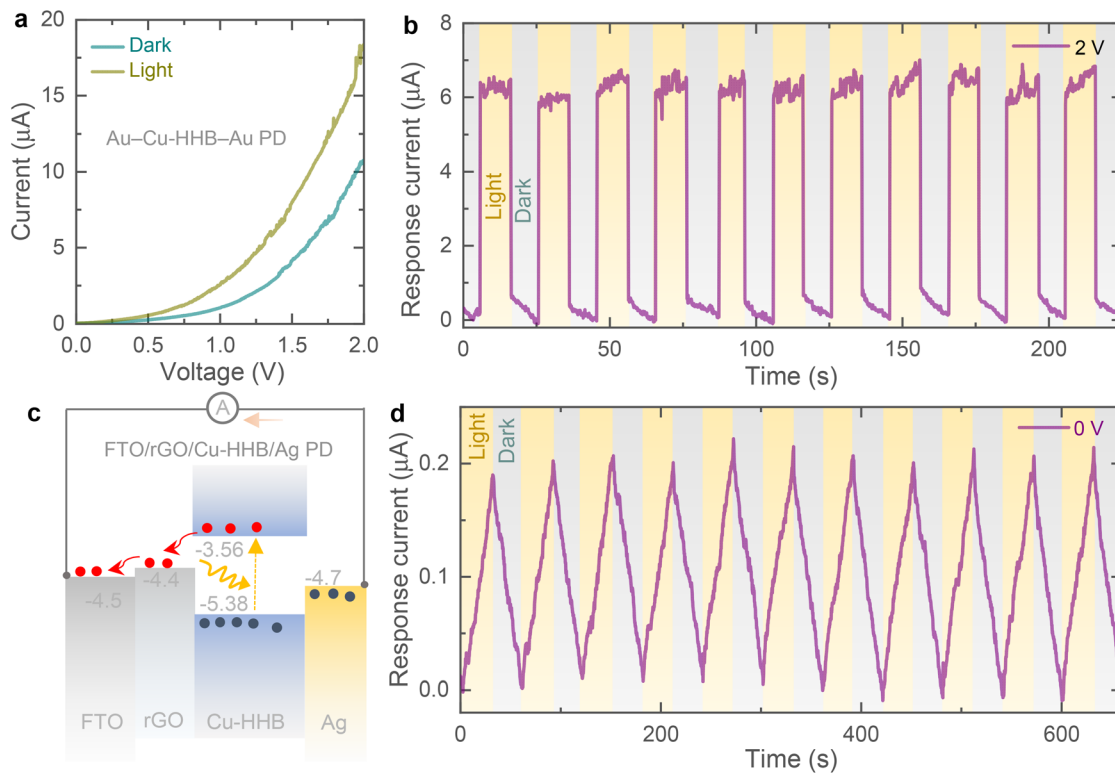 a
Current (μA)
20
15
10
5
0
Dark
Light
Au–Cu-HHB–Au PD
0.0 0.5 1.0 1.5 2.0
Voltage (V)
b
Response current (μA)
8
6
4
2
0
2 V
Light
Dark
0 50 100 150 200
Time (s)
c
A
FTO/rGO/Cu-HHB/Ag PD
-3.56
-4.4
-4.5
-4.7
-5.38
FTO rGO Cu-HHB Ag
d
Response current (μA)
0.2
0.1
0.0
Light
Dark
0 V
0 200 400 600
Time (s)